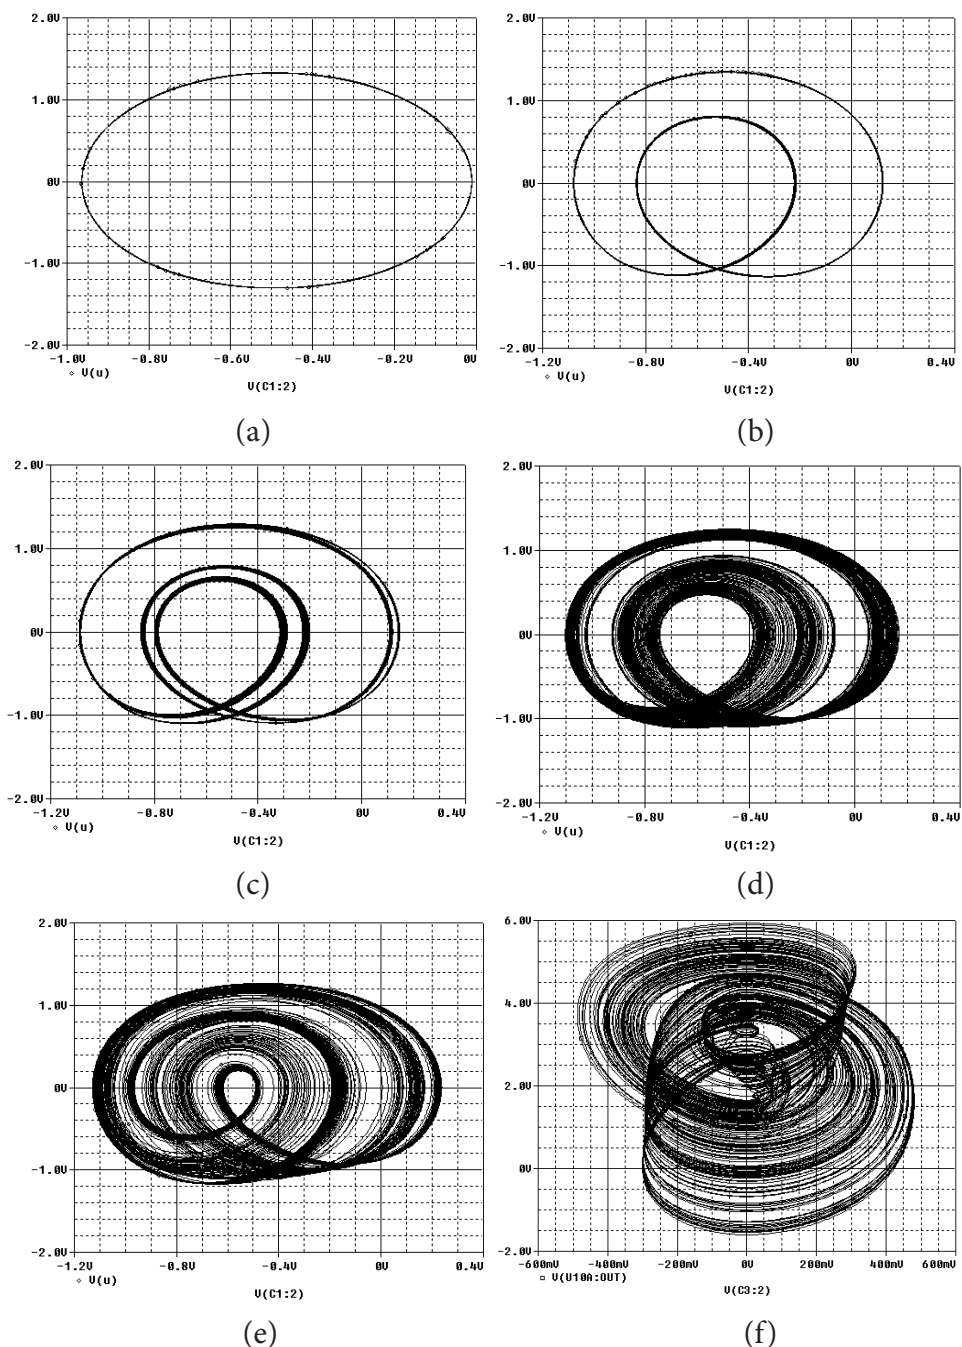 2.0V
1.0V
0V
-1.0V
-2.0V
-1.0V -0.8V -0.6V -0.4V -0.2V 0V
◇ V(u)
V(C1:2)
(a)
2.0V
1.0V
0V
-1.0V
-2.0V
-1.2V -0.8V -0.4V 0V 0.4V
◇ V(u)
V(C1:2)
(b)
2.0V
1.0V
0V
-1.0V
-2.0V
-1.2V -0.8V -0.4V 0V 0.4V
◇ V(u)
V(C1:2)
(c)
2.0V
1.0V
0V
-1.0V
-2.0V
-1.2V -0.8V -0.4V 0V 0.4V
◇ V(u)
V(C1:2)
(d)
2.0V
1.0V
0V
-1.0V
-2.0V
-1.2V -0.8V -0.4V 0V 0.4V
◇ V(u)
V(C1:2)
(e)
6.0V
4.0V
2.0V
0V
-2.0V
-600mV -400mV -200mV 0V 200mV 400mV 600mV
□ V(U10A:OUT)
V(C3:2)
(f)